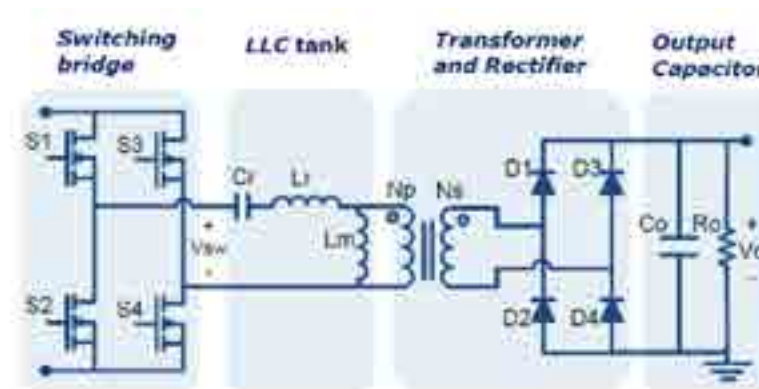 Switching
bridge
LLC tank
Transformer
and Rectifier
Output
Capacitor
S1
S3
Cr
Lr
Np
Ns
D1
D3
+
Vsw
-
Lm
Co
Ro
+
Vo
-
S2
S4
D2
D4